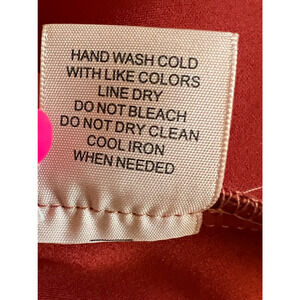 HAND WASH COLD
WITH LIKE COLORS
LINE DRY
DO NOT BLEACH
DO NOT DRY CLEAN
COOL IRON
WHEN NEEDED